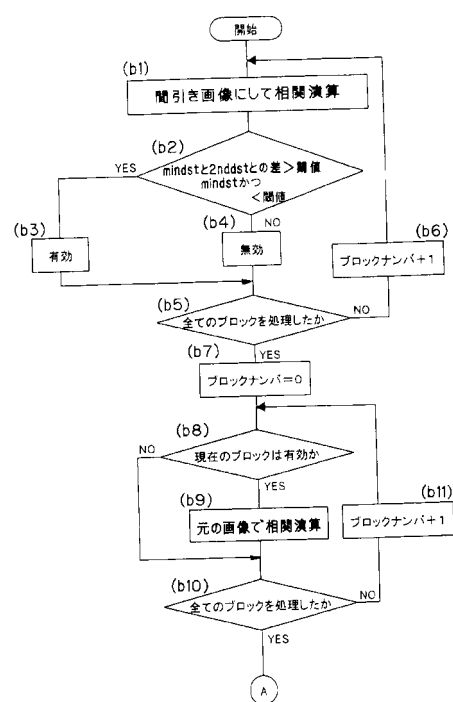 開始
(b1)
間引き画像にして相関演算
(b2)
YES
mindstと2nddstとの差>閾値
mindstかつ
<閾値
(b3)
有効
(b4)
NO
無効
(b6)
ブロックナンバ+1
(b5)
全てのブロックを処理したか
NO
(b7)
YES
ブロックナンバ=0
(b8)
NO
現在のブロックは有効か
YES
(b9)
元の画像で相関演算
(b11)
ブロックナンバ+1
(b10)
全てのブロックを処理したか
NO
YES
A